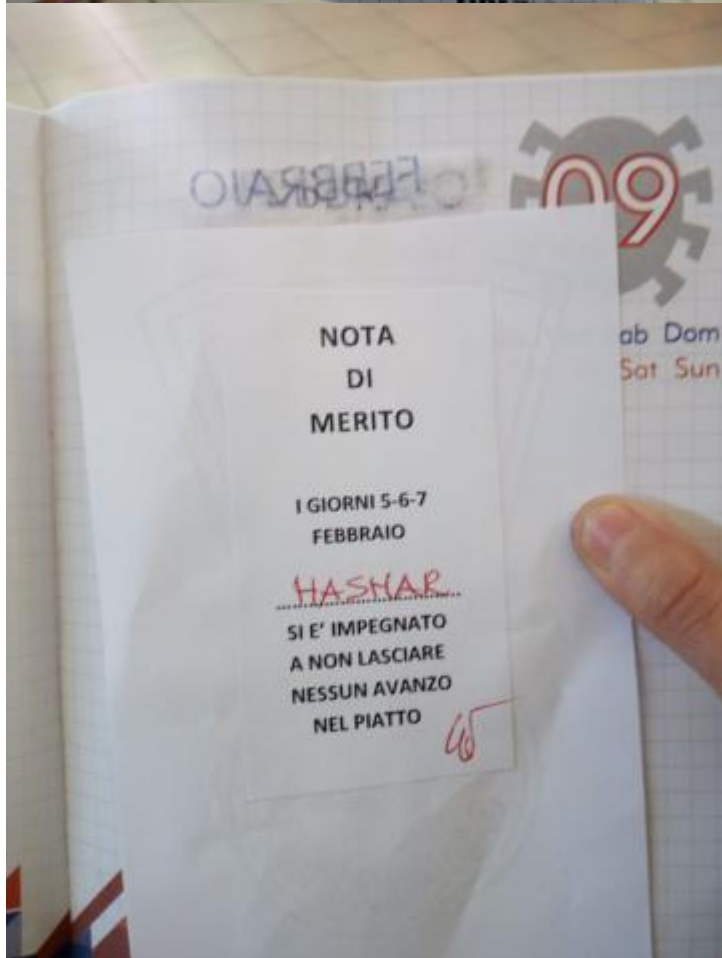 FEBBRAIO
09
ab Dom
Sat Sun
NOTA
DI
MERITO
I GIORNI 5-6-7
FEBBRAIO
HASHAR
SI E' IMPEGNATO
A NON LASCIARE
NESSUN AVANZO
NEL PIATTO